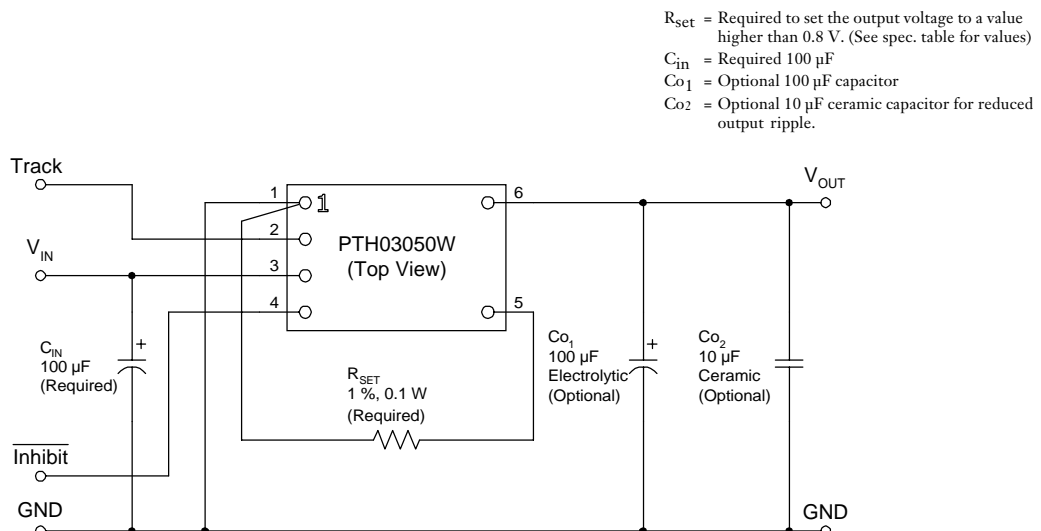 Rset = Required to set the output voltage to a value
higher than 0.8 V. (See spec. table for values)
Cin = Required 100 µF
Co1 = Optional 100 µF capacitor
Co2 = Optional 10 µF ceramic capacitor for reduced
output ripple.
Track
VOUT
1
1
6
2
PTH03050W
VIN
3
(Top View)
4
5
CIN
100 µF
(Required)
+
RSET
1 %, 0.1 W
(Required)
Co1
100 µF
Electrolytic
(Optional)
+
Co2
10 µF
Ceramic
(Optional)
Inhibit
GND
GND